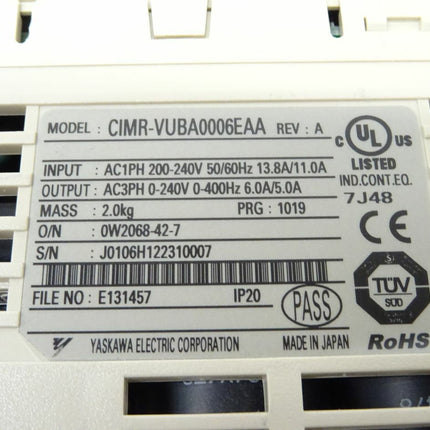 MODEL : CIMR-VUBA0006EAA REV : A
INPUT : AC1PH 200-240V 50/60Hz 13.8A/11.0A
OUTPUT : AC3PH 0-240V 0-400Hz 6.0A/5.0A
MASS : 2.0kg PRG : 1019
O/N : 0W2068-42-7
S/N : J0106H122310007
FILE NO : E131457 IP20
PASS
YASKAWA ELECTRIC CORPORATION MADE IN JAPAN
C UL US
LISTED
IND.CONT.EQ.
7J48
CE
TÜV
SÜD
RoHS